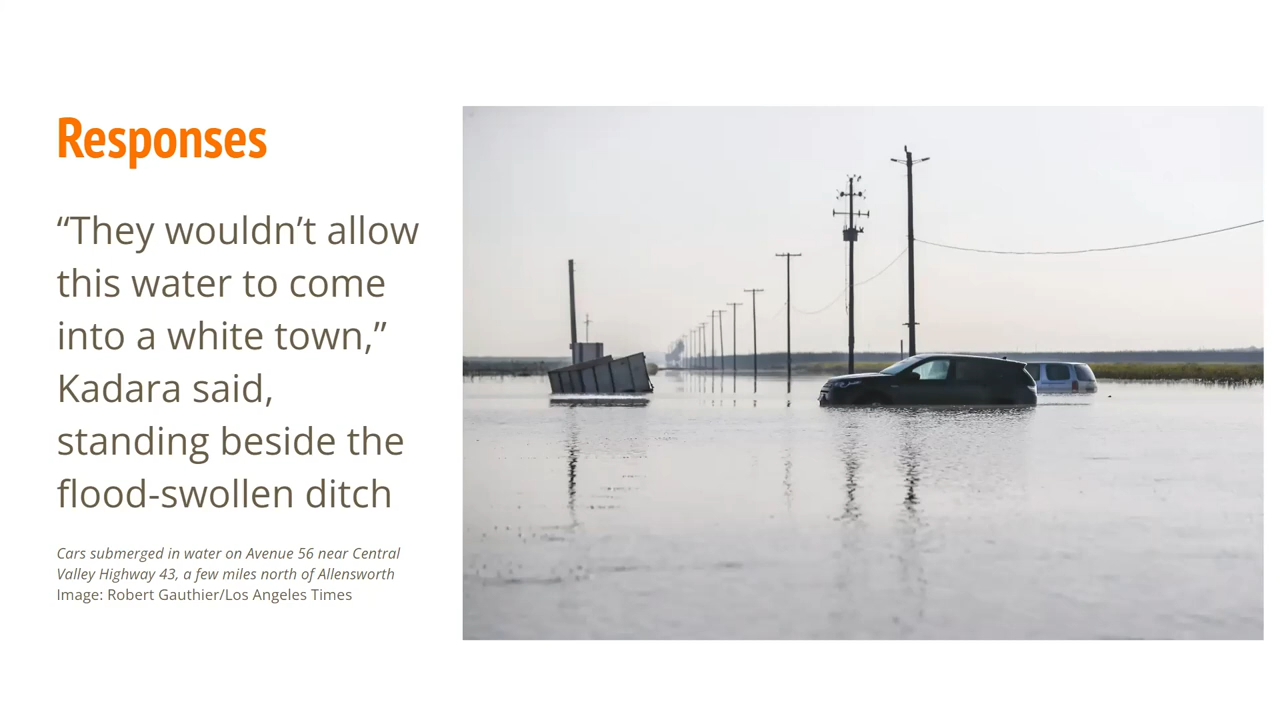 Responses
“They wouldn’t allow
this water to come
into a white town,”
Kadara said,
standing beside the
flood-swollen ditch
Cars submerged in water on Avenue 56 near Central
Valley Highway 43, a few miles north of Allensworth
Image: Robert Gauthier/Los Angeles Times